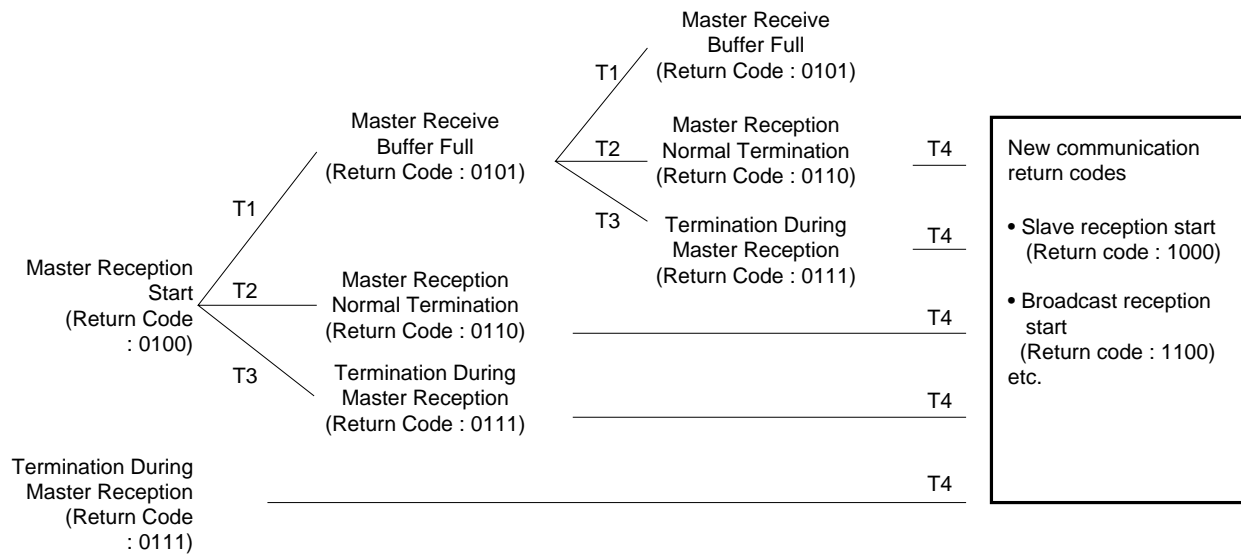 Master Receive
Buffer Full
(Return Code : 0101)
T1
Master Receive
Buffer Full
(Return Code : 0101)
T2
Master Reception
Normal Termination
(Return Code : 0110)
T4
T3
Termination During
Master Reception
(Return Code : 0111)
T4
T1
Master Reception
Start
(Return Code
: 0100)
T2
Master Reception
Normal Termination
(Return Code : 0110)
T4
T3
Termination During
Master Reception
(Return Code : 0111)
T4
Termination During
Master Reception
(Return Code
: 0111)
T4
New communication
return codes
• Slave reception start
(Return code : 1000)
• Broadcast reception
start
(Return code : 1100)
etc.